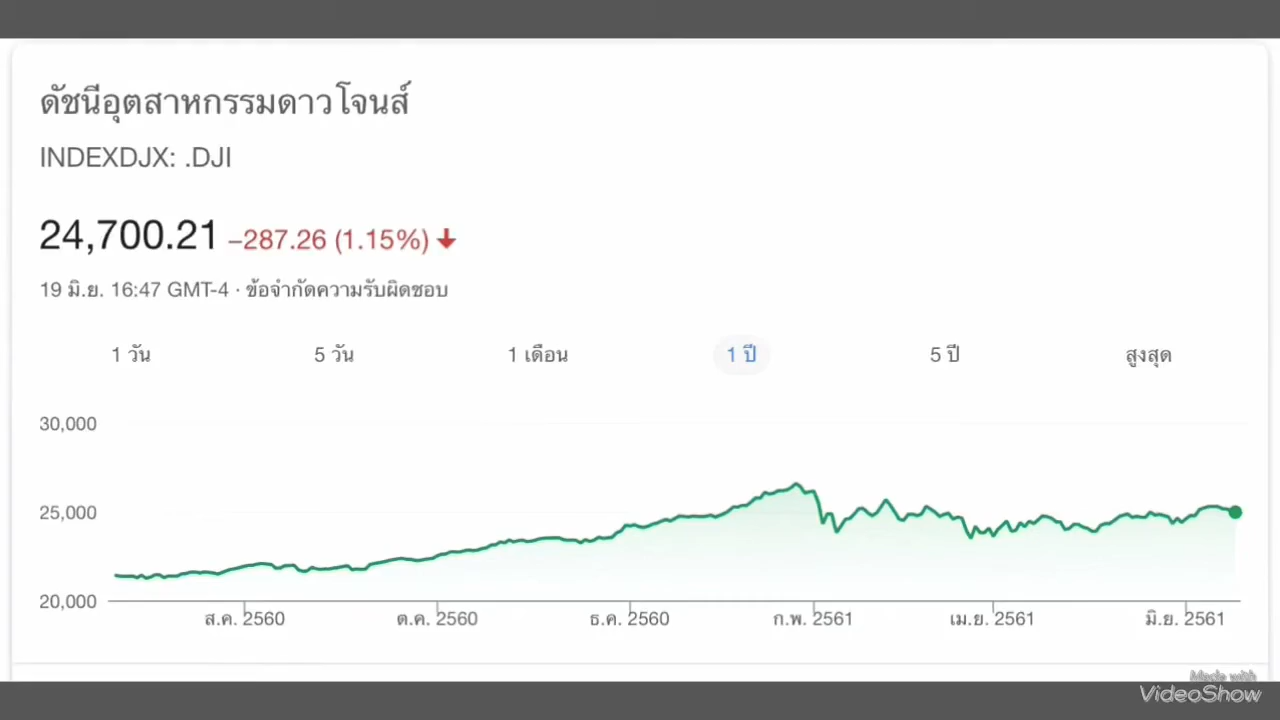 ดัชนีอุตสาหกรรมดาวโจนส์
INDEXDJX: .DJI
24,700.21 −287.26 (1.15%)
19 มิ.ย. 16:47 GMT-4 · ข้อจำกัดความรับผิดชอบ
1 วัน 5 วัน 1 เดือน 1 ปี 5 ปี สูงสุด
30,000
25,000
20,000
ส.ค. 2560 ต.ค. 2560 ธ.ค. 2560 ก.พ. 2561 เม.ย. 2561 มิ.ย. 2561
Made with
VideoShow